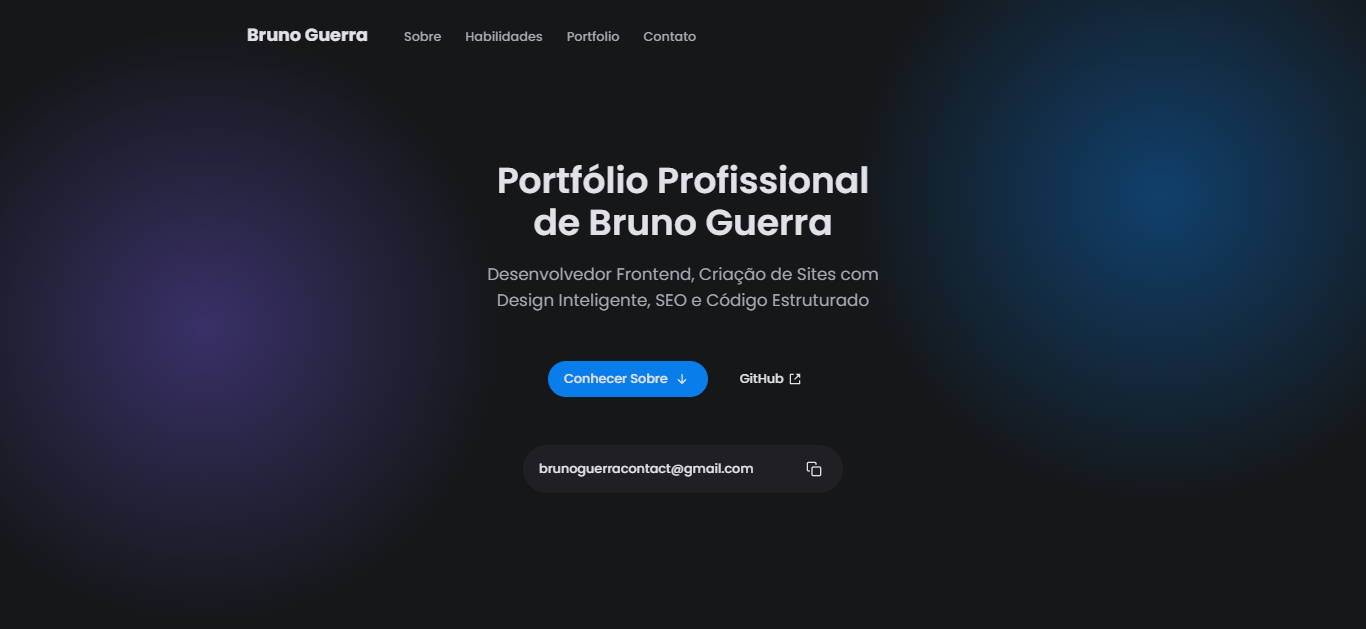 Bruno Guerra Sobre Habilidades Portfolio Contato
Portfólio Profissional
de Bruno Guerra
Desenvolvedor Frontend, Criação de Sites com
Design Inteligente, SEO e Código Estruturado
Conhecer Sobre GitHub
brunoguerracontact@gmail.com